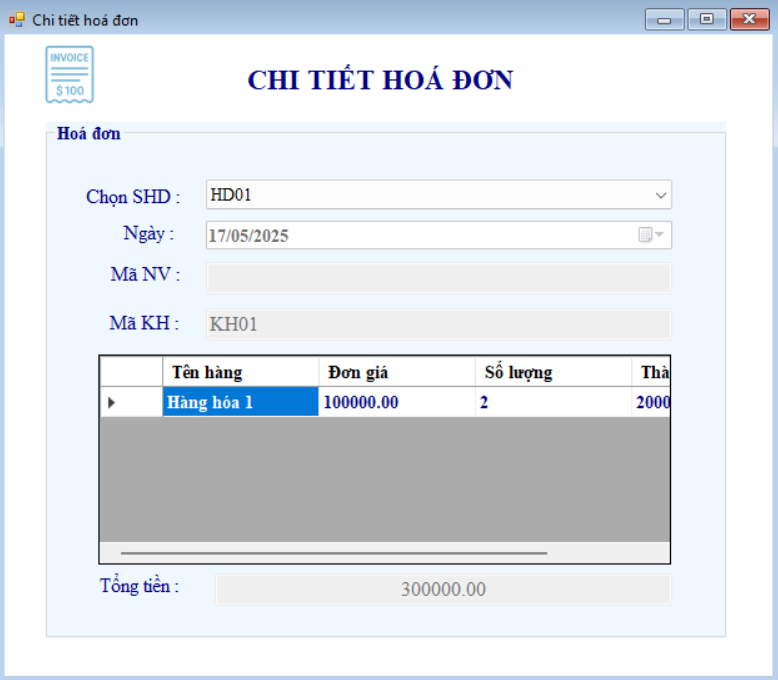 Chi tiết hoá đơn
INVOICE
$100
CHI TIẾT HOÁ ĐƠN
Hoá đơn
Chọn SHD : HD01
Ngày : 17/05/2025
Mã NV :
Mã KH : KH01
Tên hàng Đơn giá Số lượng Thà
Hàng hóa 1 100000.00 2 2000
Tổng tiền : 300000.00